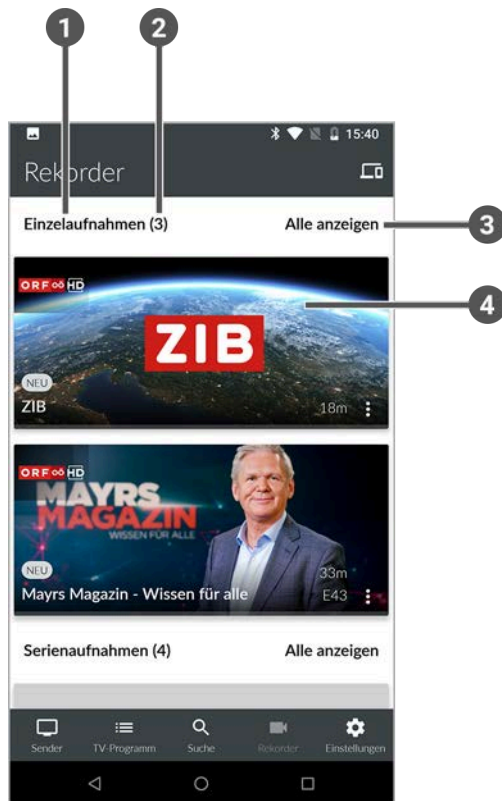 1 2
15:40
Rekorder
Einzelaufnahmen (3) Alle anzeigen 3
ORF oö HD
4
ZIB
NEU
ZIB 18m
ORF oö HD
MAYRS
MAGAZIN
WISSEN FÜR ALLE
NEU
33m
Mayrs Magazin - Wissen für alle E43
Serienaufnahmen (4) Alle anzeigen
Sender TV-Programm Suche Rekorder Einstellungen